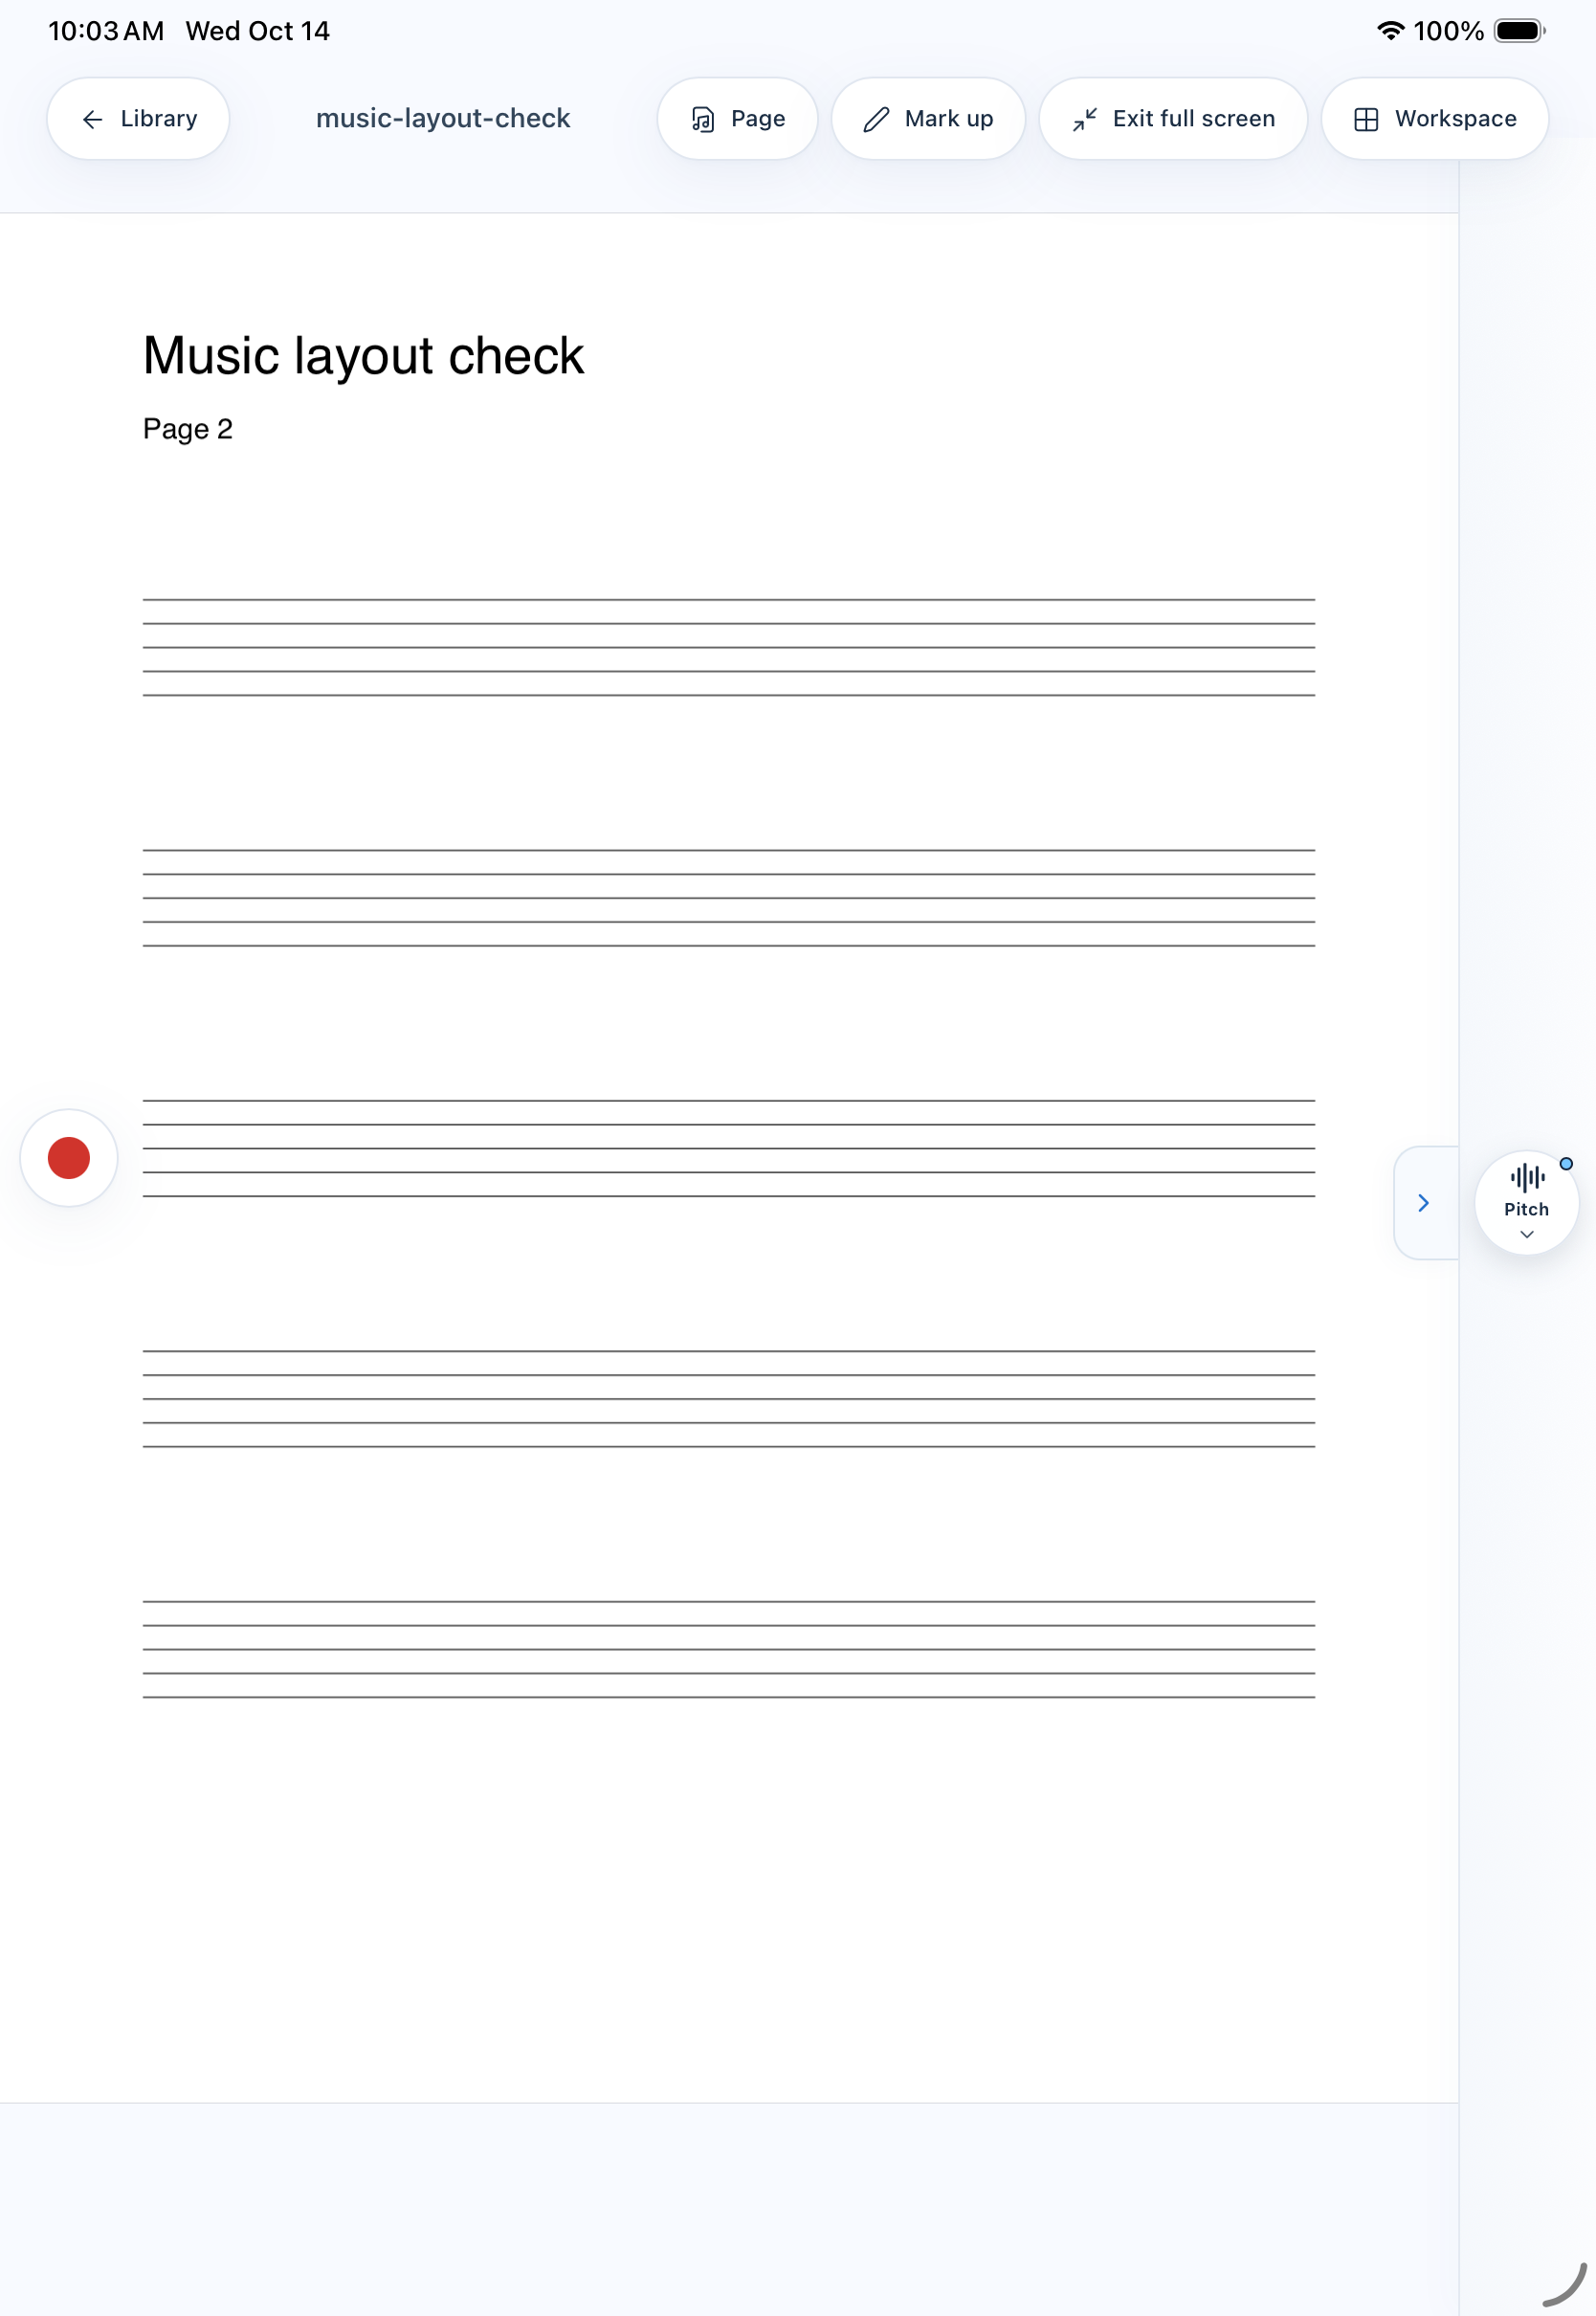 10:03 AM Wed Oct 14 100%
Library music-layout-check Page Mark up Exit full screen Workspace
Music layout check
Page 2
Pitch